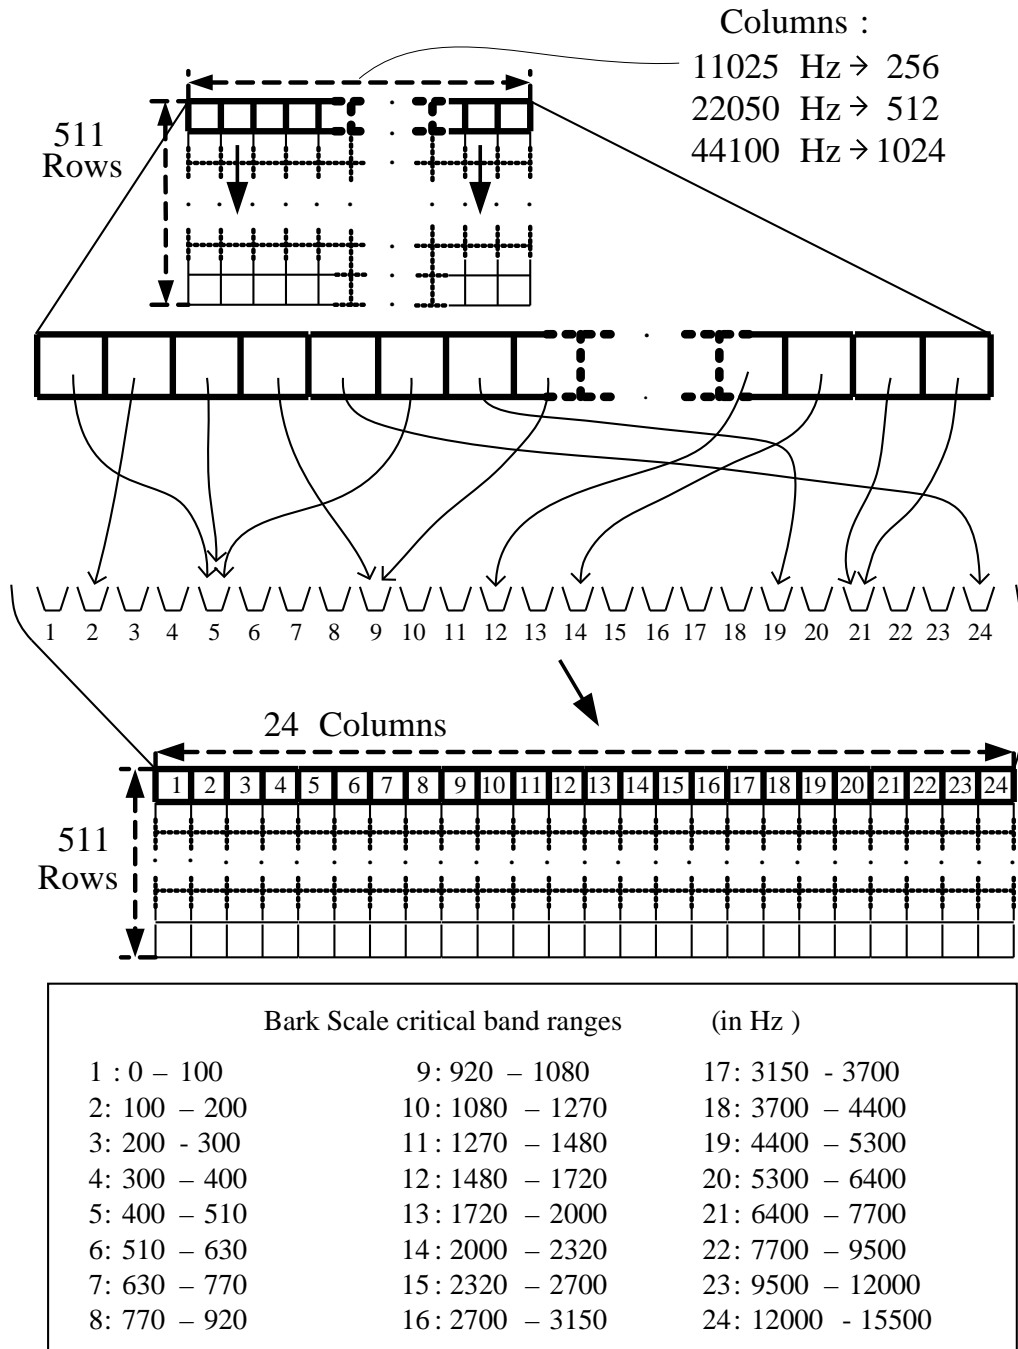 Columns :
11025 Hz → 256
22050 Hz → 512
44100 Hz → 1024
511
Rows
1 2 3 4 5 6 7 8 9 10 11 12 13 14 15 16 17 18 19 20 21 22 23 24
24 Columns
1 2 3 4 5 6 7 8 9 10 11 12 13 14 15 16 17 18 19 20 21 22 23 24
511
Rows
Bark Scale critical band ranges (in Hz )
1 : 0 – 100
2: 100 – 200
3: 200 - 300
4: 300 – 400
5: 400 – 510
6: 510 – 630
7: 630 – 770
8: 770 – 920
9: 920 – 1080
10: 1080 – 1270
11: 1270 – 1480
12: 1480 – 1720
13: 1720 – 2000
14: 2000 – 2320
15: 2320 – 2700
16: 2700 – 3150
17: 3150 - 3700
18: 3700 – 4400
19: 4400 – 5300
20: 5300 – 6400
21: 6400 – 7700
22: 7700 – 9500
23: 9500 – 12000
24: 12000 - 15500